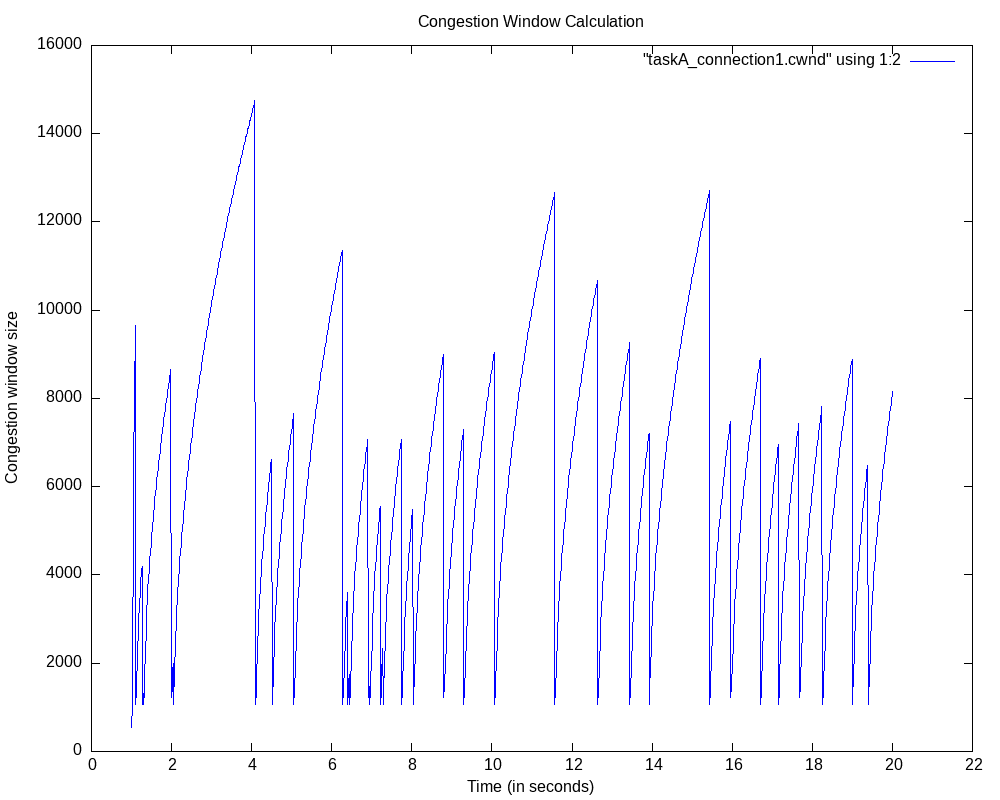 Congestion Window Calculation
"taskA_connection1.cwnd" using 1:2
16000
14000
12000
10000
8000
6000
4000
2000
0
Congestion window size
0 2 4 6 8 10 12 14 16 18 20 22
Time (in seconds)